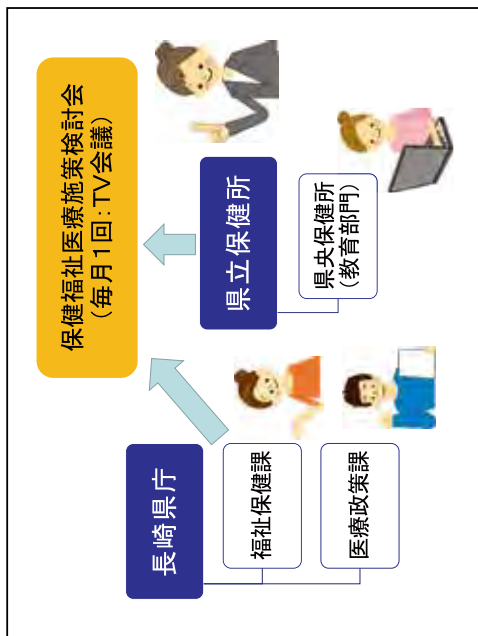 保健福祉医療施策検討会
（毎月1回：TV会議）
長崎県庁
福祉保健課
医療政策課
県立保健所
県央保健所
（教育部門）